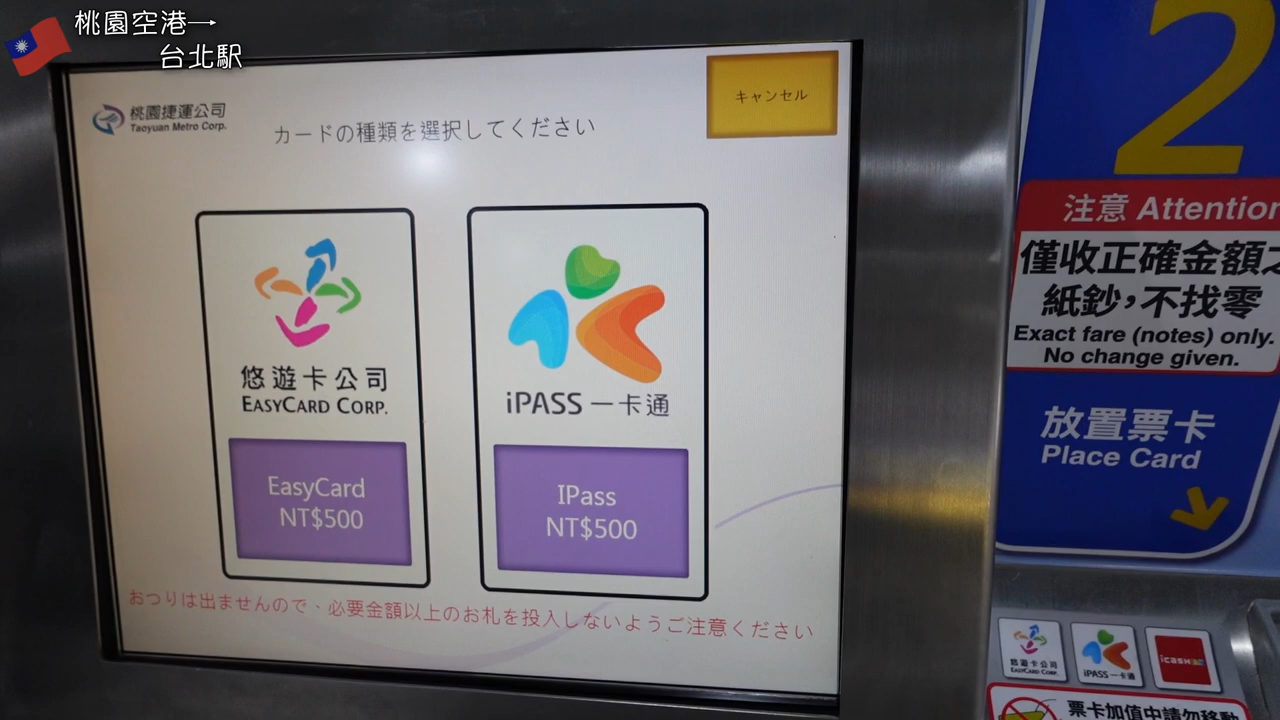 桃園空港→
台北駅
桃園捷運公司
Taoyuan Metro Corp.
カードの種類を選択してください
キャンセル
悠遊卡公司
EASYCARD CORP.
EasyCard
NT$500
iPASS 一卡通
IPass
NT$500
おつりは出ませんので、必要金額以上のお札を投入しないようご注意ください
2
注意 Attention
僅收正確金額之
紙鈔，不找零
Exact fare (notes) only.
No change given.
放置票卡
Place Card
悠遊卡公司
EASYCARD CORP.
iPASS 一卡通
icash
票卡加值中請勿移動